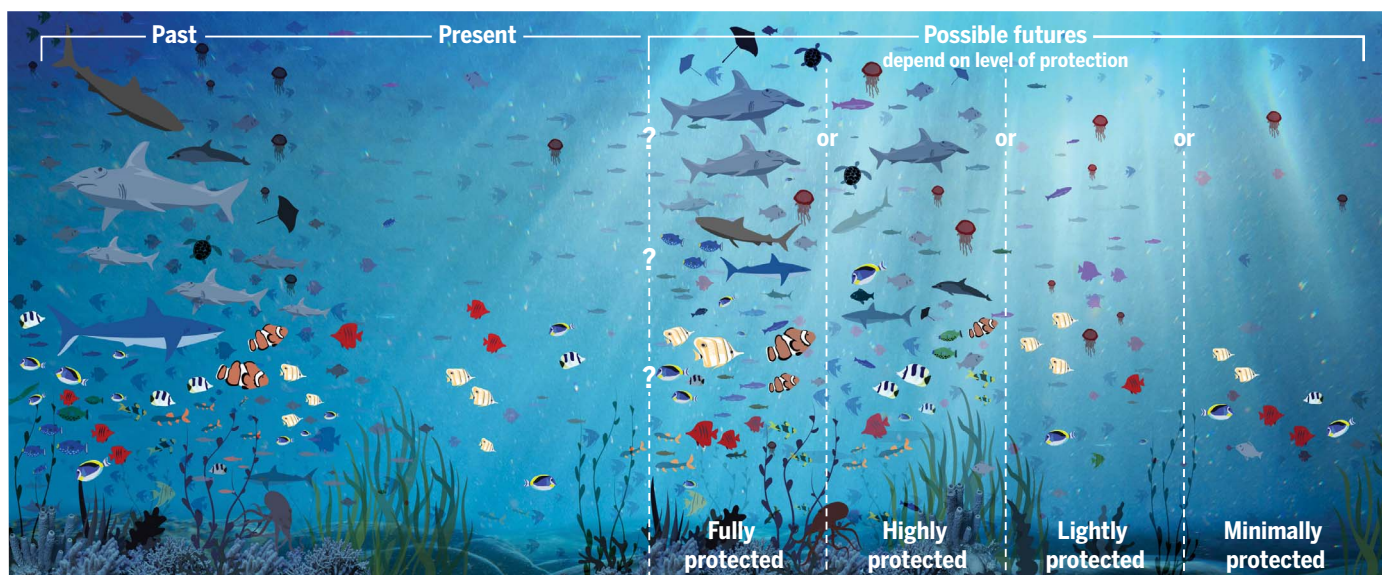 Past
Present
Possible futures
depend on level of protection
?
or
or
or
?
?
Fully
protected
Highly
protected
Lightly
protected
Minimally
protected